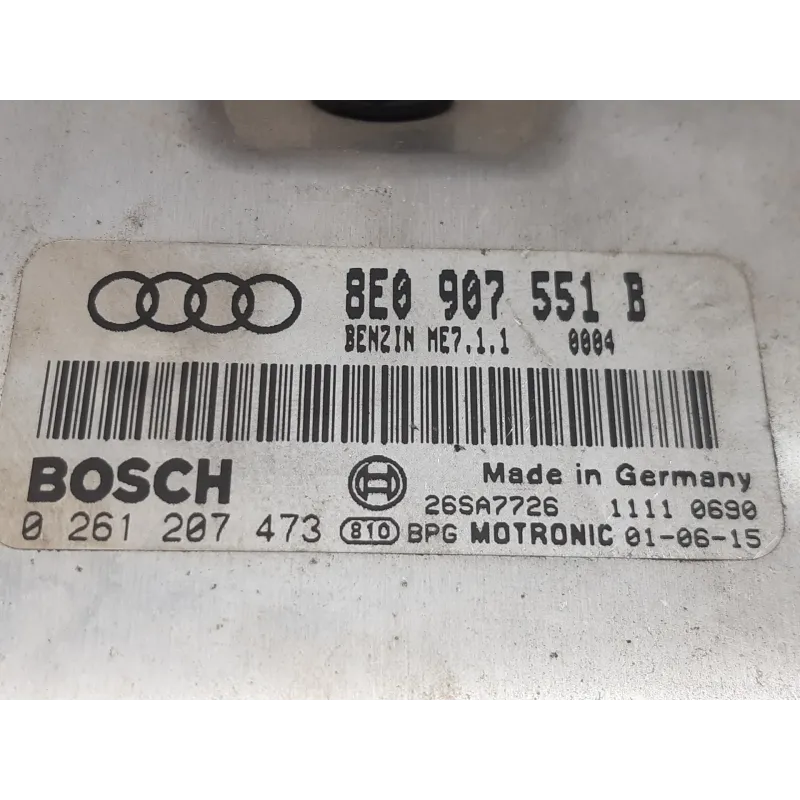 8E0 907 551 B
BENZIN ME7.1.1 0004
BOSCH Made in Germany
26SA7726 1111 0690
0 261 207 473 810 BPG MOTRONIC 01-06-15